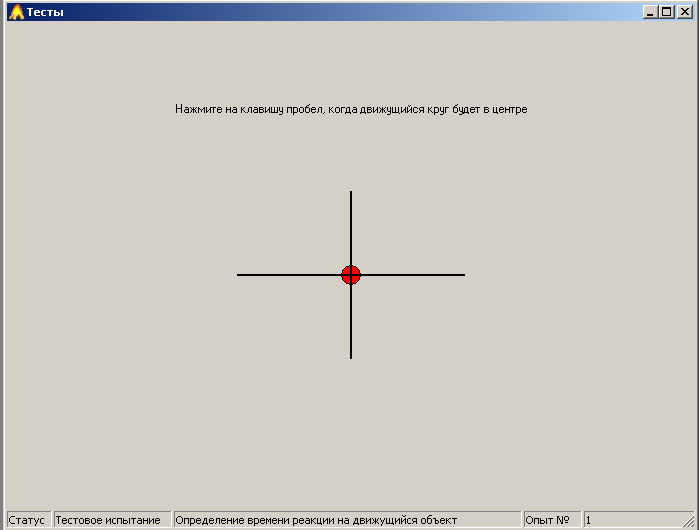 Тесты
Нажмите на клавишу пробел, когда движущийся круг будет в центре
Статус Тестовое испытание Определение времени реакции на движущийся объект Опыт № 1